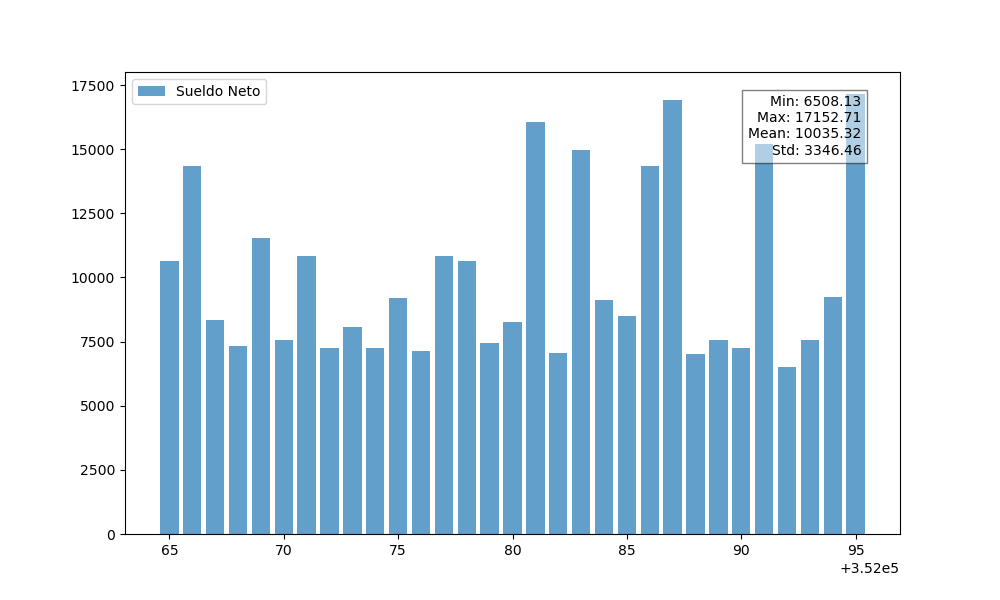 Sueldo Neto
Min: 6508.13
Max: 17152.71
Mean: 10035.32
Std: 3346.46
17500
15000
12500
10000
7500
5000
2500
0
65 70 75 80 85 90 95
+3.52e5